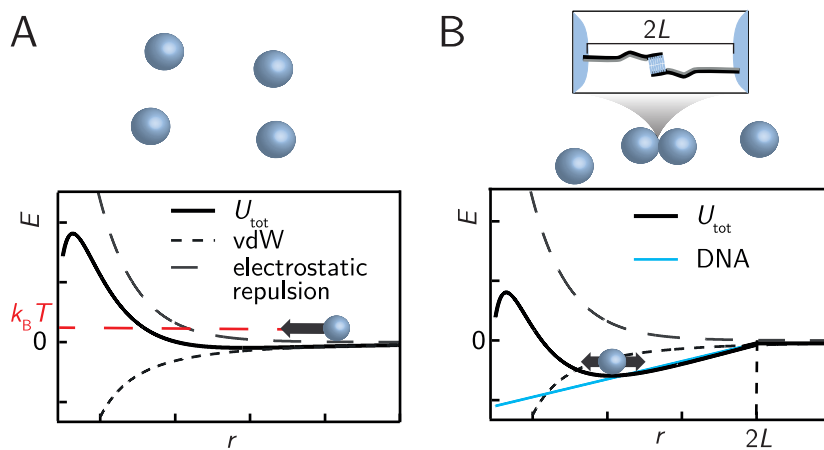 A
E
U_tot
vdW
electrostatic
repulsion
k_B T
0
r
B
2L
E
U_tot
DNA
0
r
2L